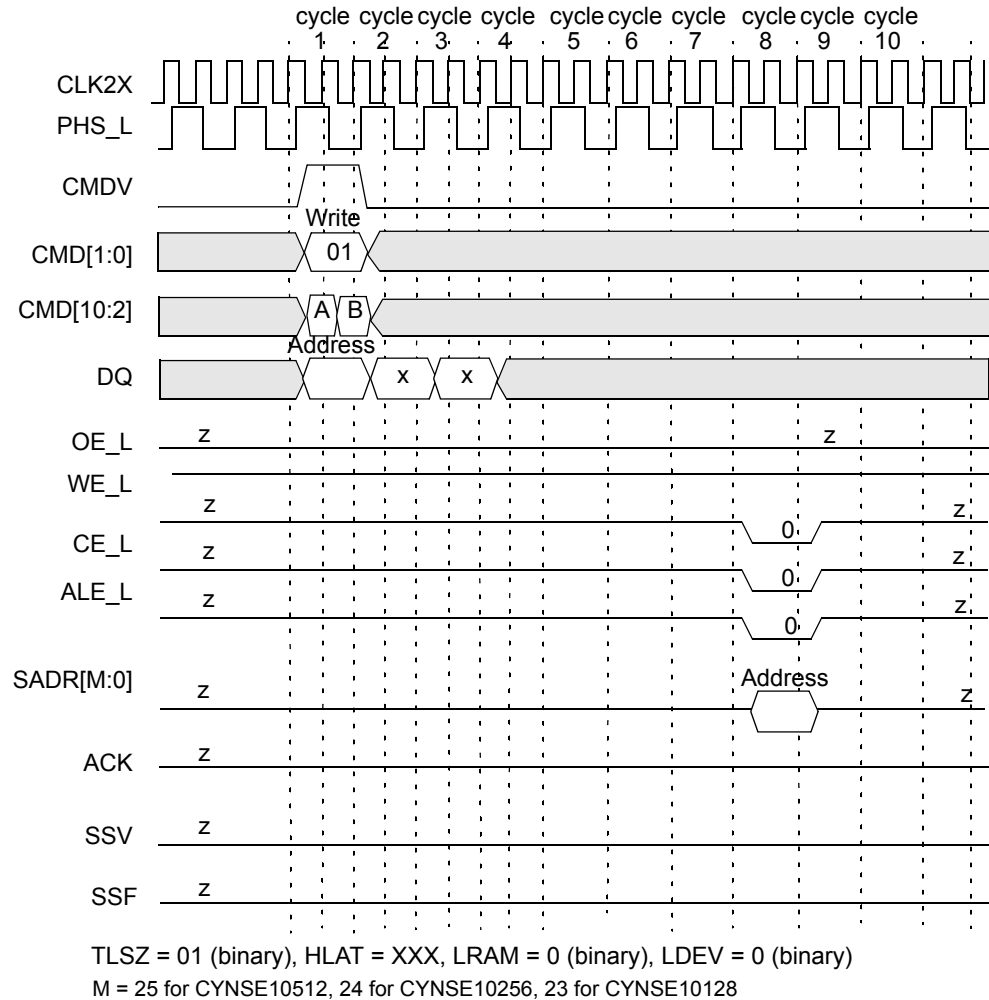 cycle cycle cycle cycle cycle cycle cycle cycle cycle cycle
1 2 3 4 5 6 7 8 9 10
CLK2X
PHS_L
CMDV
Write
CMD[1:0] 01
CMD[10:2] A B
Address
DQ x x
OE_L z z
WE_L
z z
CE_L 0
z z
ALE_L 0
z z
0
SADR[M:0] z Address z
ACK z
SSV z
SSF z
TLSZ = 01 (binary), HLAT = XXX, LRAM = 0 (binary), LDEV = 0 (binary)
M = 25 for CYNSE10512, 24 for CYNSE10256, 23 for CYNSE10128